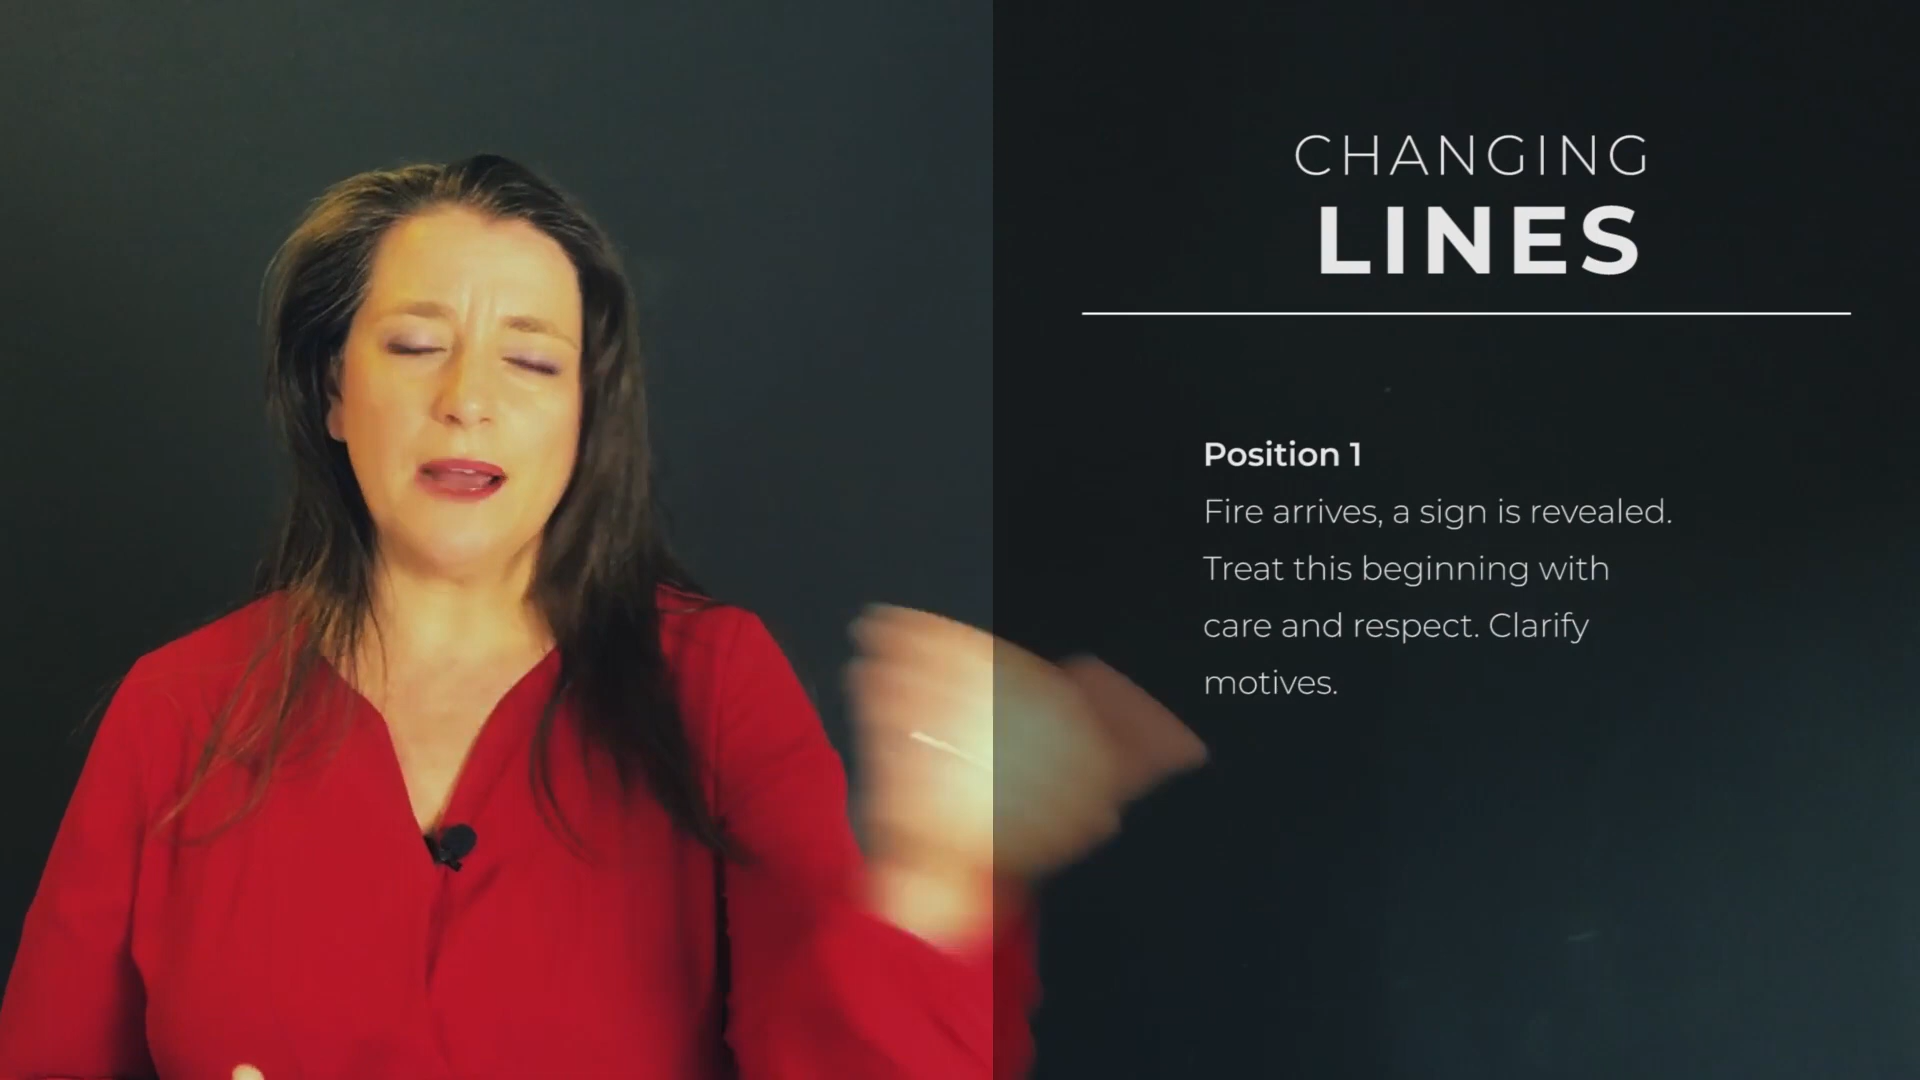 CHANGING
LINES
Position 1
Fire arrives, a sign is revealed.
Treat this beginning with
care and respect. Clarify
motives.